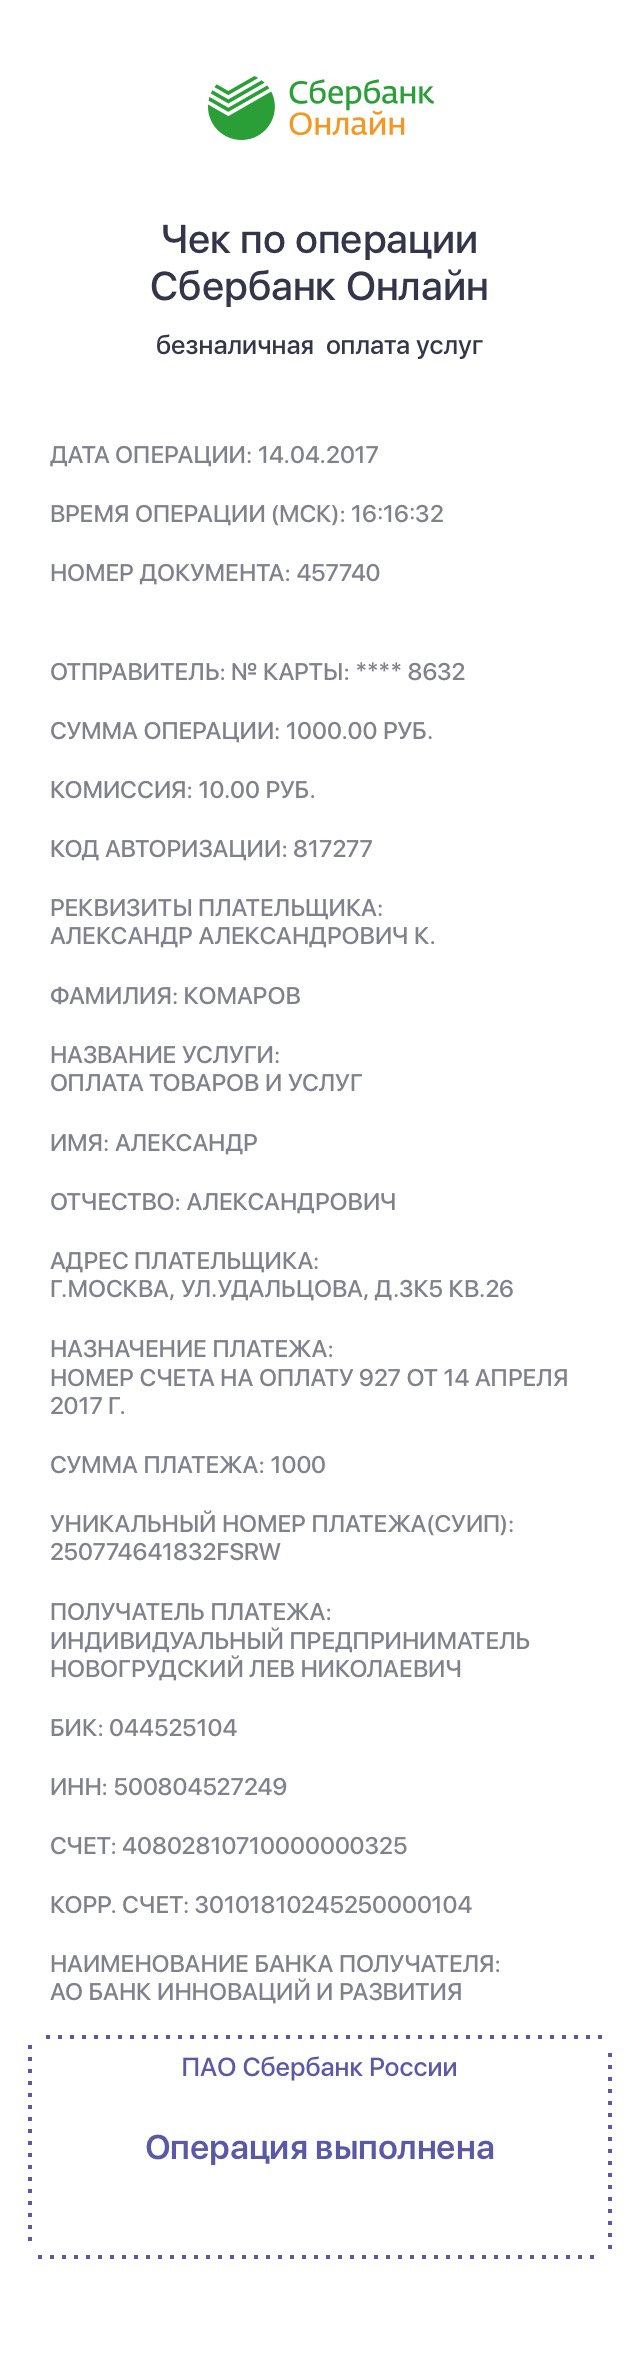 Сбербанк
Онлайн
Чек по операции
Сбербанк Онлайн
безналичная оплата услуг
ДАТА ОПЕРАЦИИ: 14.04.2017
ВРЕМЯ ОПЕРАЦИИ (МСК): 16:16:32
НОМЕР ДОКУМЕНТА: 457740
ОТПРАВИТЕЛЬ: № КАРТЫ: **** 8632
СУММА ОПЕРАЦИИ: 1000.00 РУБ.
КОМИССИЯ: 10.00 РУБ.
КОД АВТОРИЗАЦИИ: 817277
РЕКВИЗИТЫ ПЛАТЕЛЬЩИКА:
АЛЕКСАНДР АЛЕКСАНДРОВИЧ К.
ФАМИЛИЯ: КОМАРОВ
НАЗВАНИЕ УСЛУГИ:
ОПЛАТА ТОВАРОВ И УСЛУГ
ИМЯ: АЛЕКСАНДР
ОТЧЕСТВО: АЛЕКСАНДРОВИЧ
АДРЕС ПЛАТЕЛЬЩИКА:
Г.МОСКВА, УЛ.УДАЛЬЦОВА, Д.3К5 КВ.26
НАЗНАЧЕНИЕ ПЛАТЕЖА:
НОМЕР СЧЕТА НА ОПЛАТУ 927 ОТ 14 АПРЕЛЯ
2017 Г.
СУММА ПЛАТЕЖА: 1000
УНИКАЛЬНЫЙ НОМЕР ПЛАТЕЖА(СУИП):
250774641832FSRW
ПОЛУЧАТЕЛЬ ПЛАТЕЖА:
ИНДИВИДУАЛЬНЫЙ ПРЕДПРИНИМАТЕЛЬ
НОВОГРУДСКИЙ ЛЕВ НИКОЛАЕВИЧ
БИК: 044525104
ИНН: 500804527249
СЧЕТ: 40802810710000000325
КОРР. СЧЕТ: 30101810245250000104
НАИМЕНОВАНИЕ БАНКА ПОЛУЧАТЕЛЯ:
АО БАНК ИННОВАЦИЙ И РАЗВИТИЯ
ПАО Сбербанк России
Операция выполнена